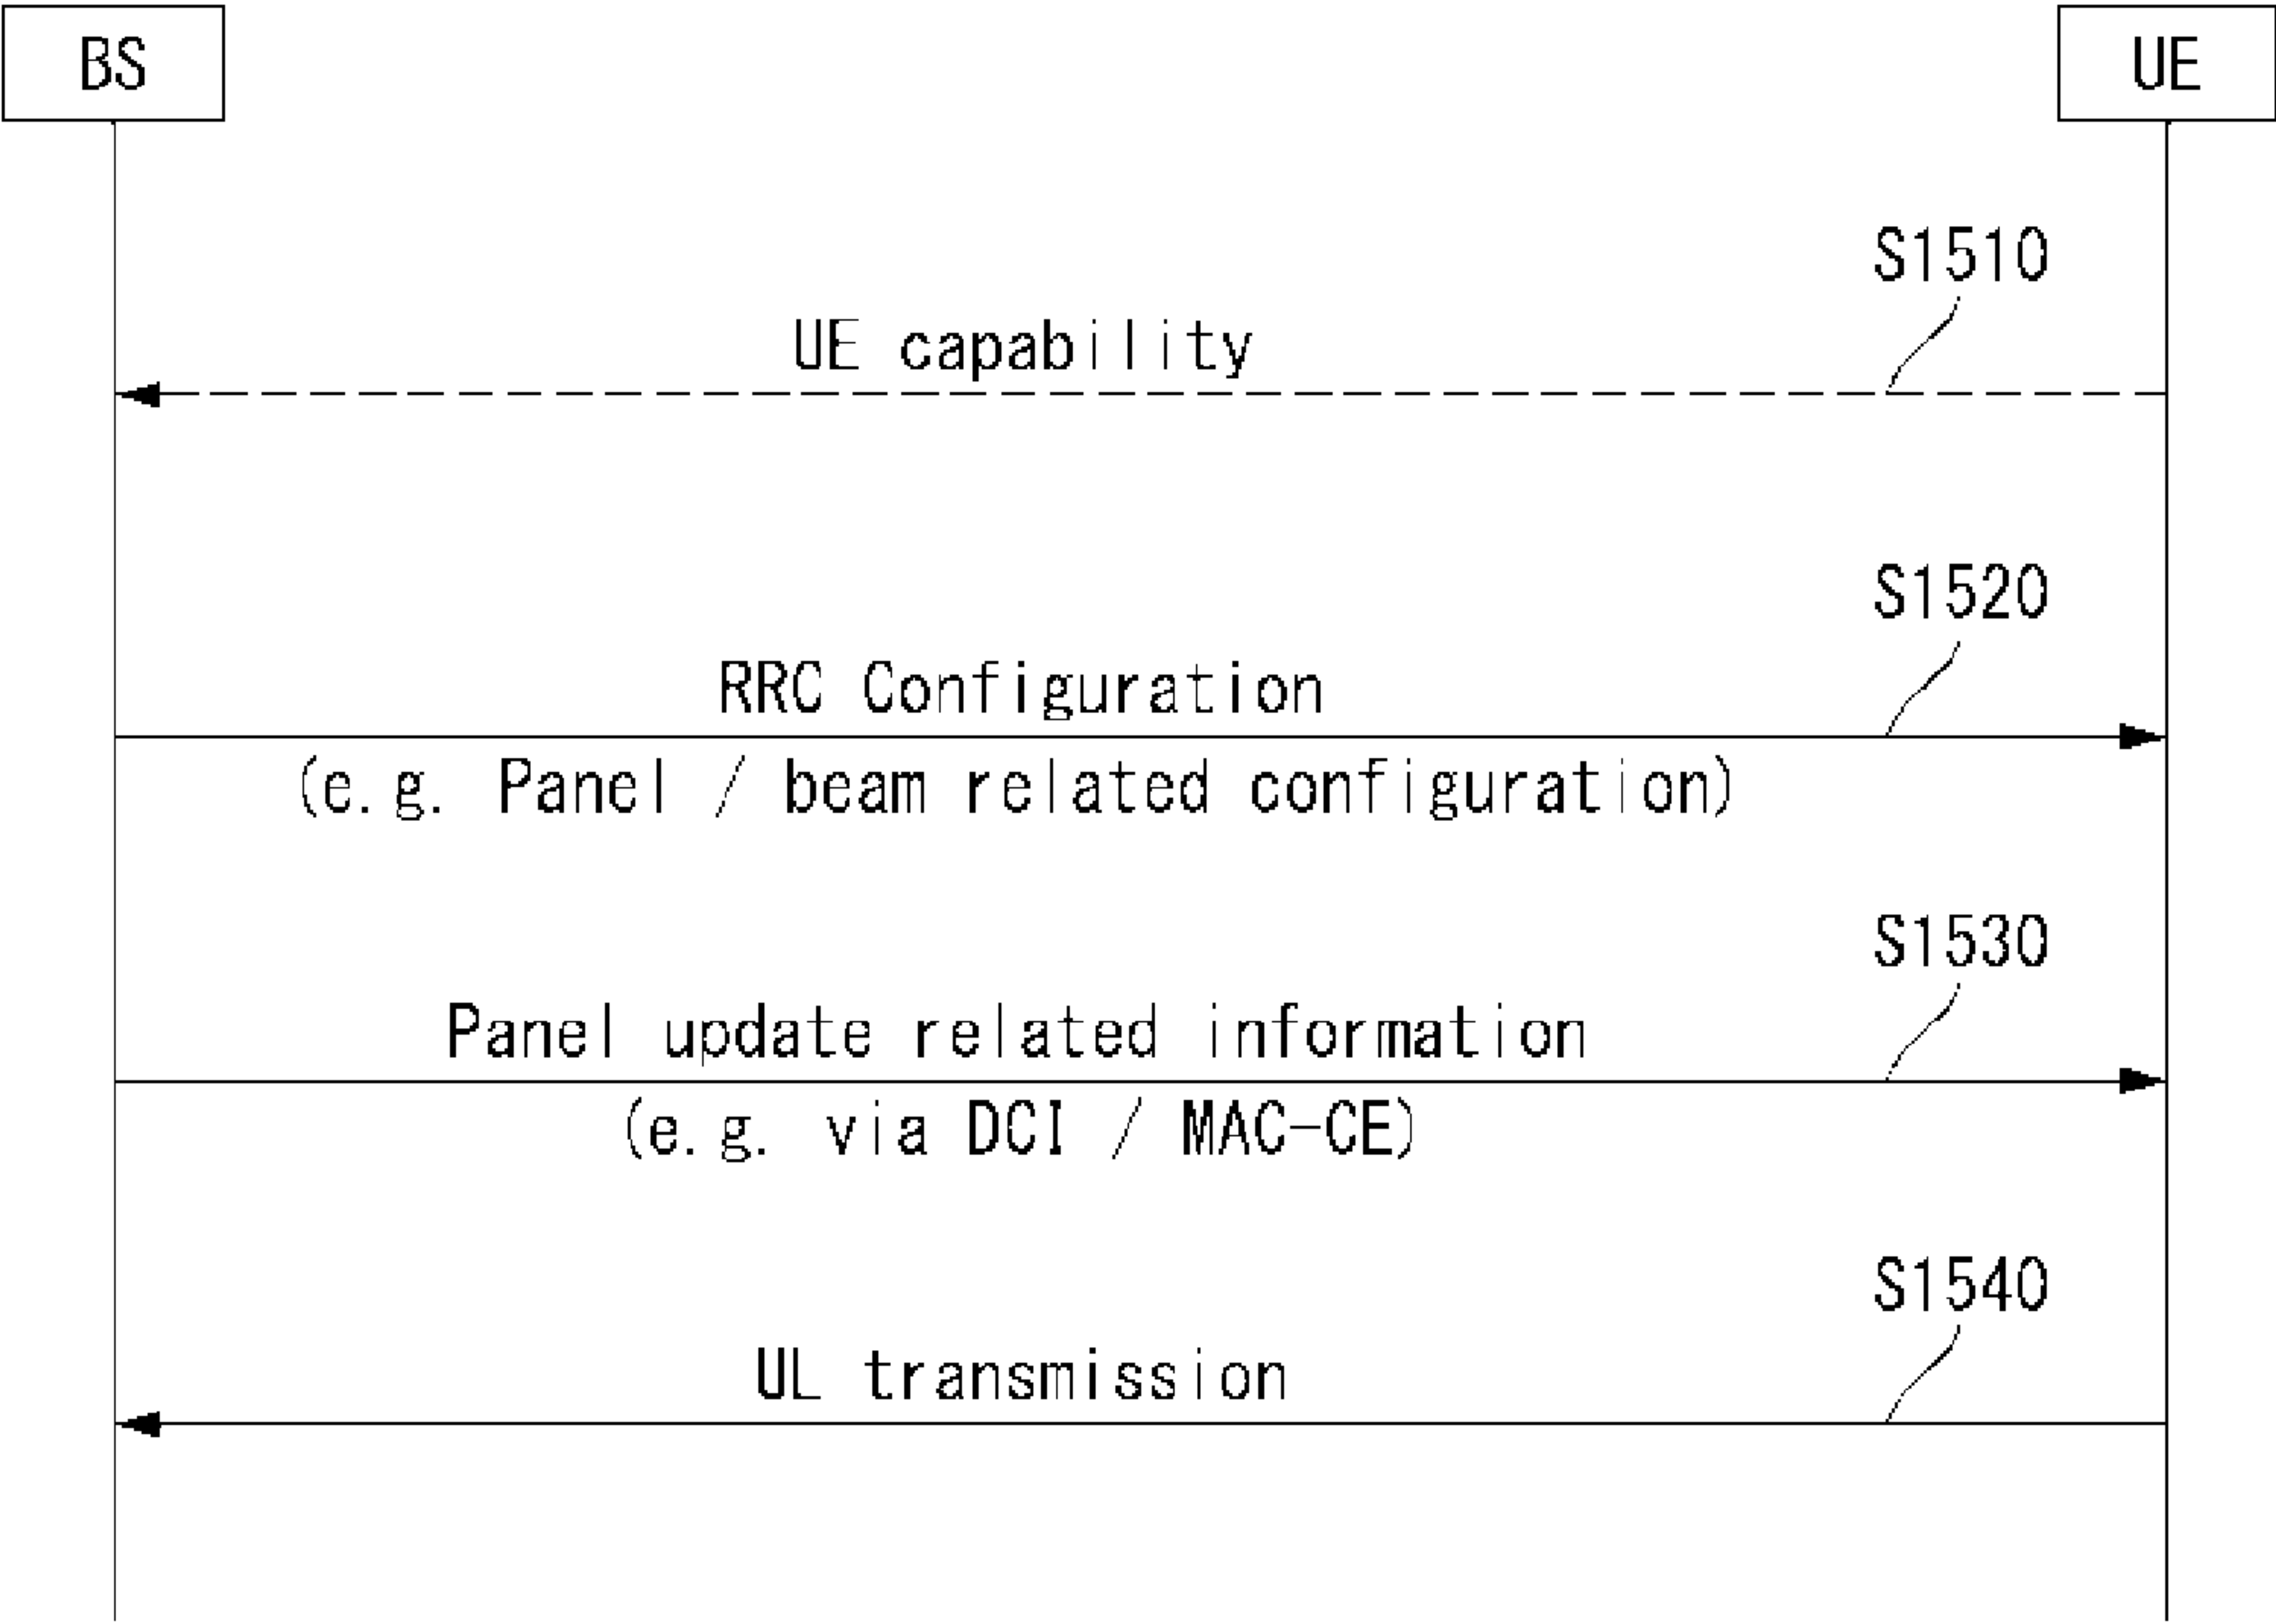 BS
UE
S1510
UE capability
S1520
RRC Configuration
(e.g. Panel / beam related configuration)
S1530
Panel update related information
(e.g. via DCI / MAC-CE)
S1540
UL transmission